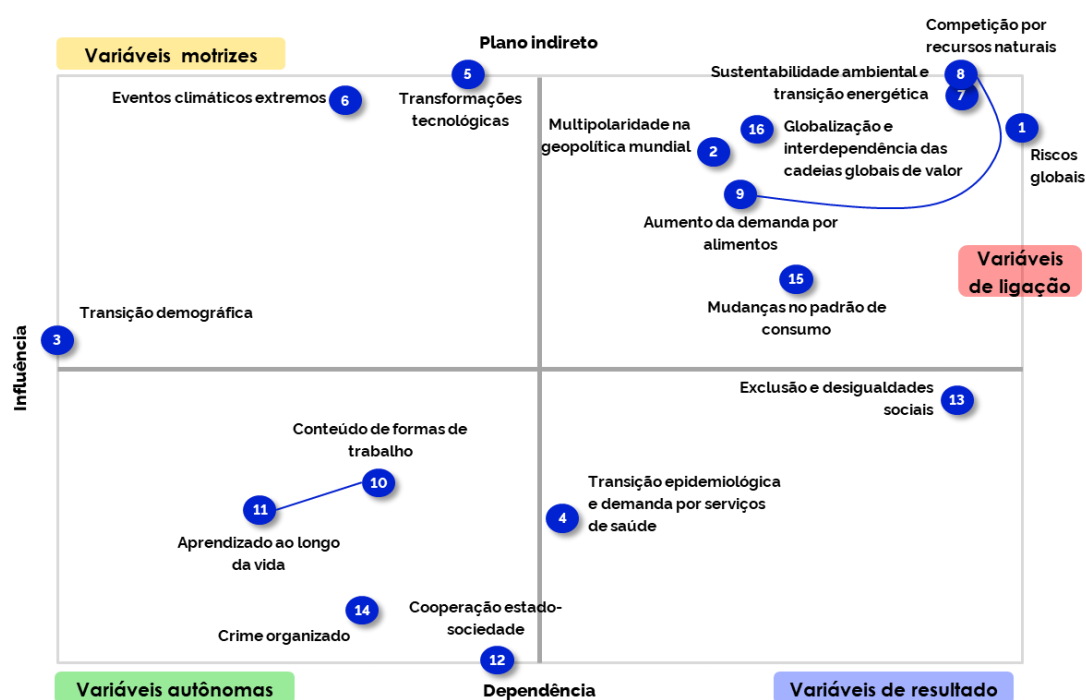 Variáveis motrizes
Plano indireto
Competição por
recursos naturais
5
8
Sustentabilidade ambiental e
transição energética
7
Eventos climáticos extremos
6
Transformações
tecnológicas
Multipolaridade na
geopolítica mundial
2
16
Globalização e
interdependência das
cadeias globais de valor
1
Riscos
globais
9
Aumento da demanda por
alimentos
Variáveis
de ligação
15
Mudanças no padrão de
consumo
Transição demográfica
3
Influência
Exclusão e desigualdades
sociais
13
Conteúdo de formas de
trabalho
10
11
Aprendizado ao longo
da vida
Transição epidemiológica
e demanda por serviços
de saúde
4
14
Crime organizado
Cooperação estado-
sociedade
12
Variáveis autônomas
Dependência
Variáveis de resultado